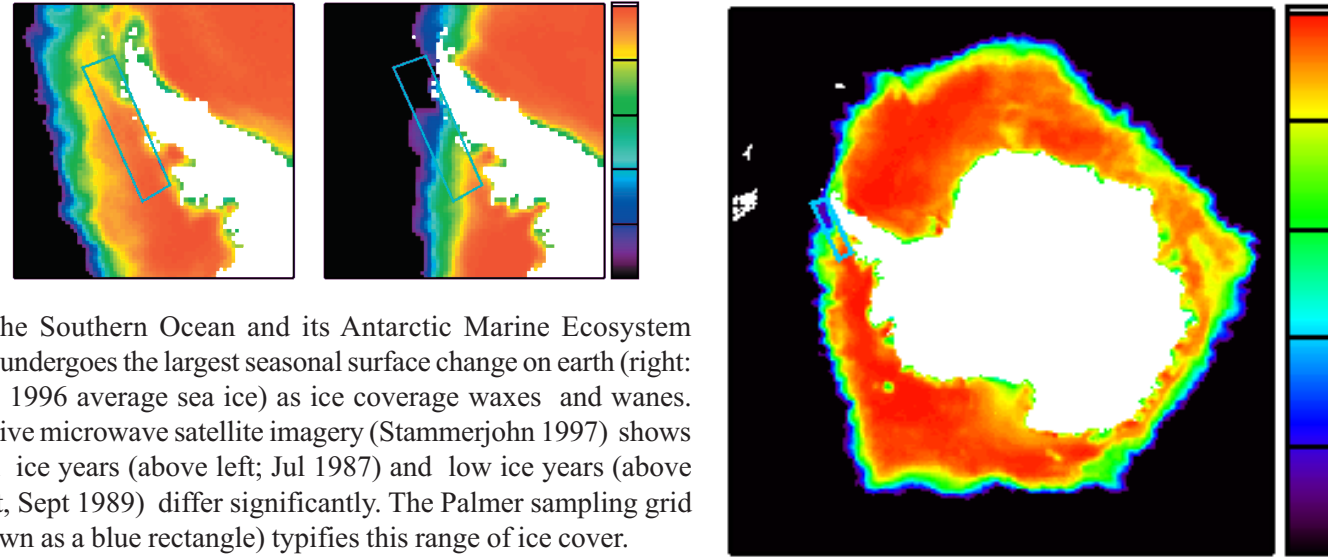 he Southern Ocean and its Antarctic Marine Ecosystem
undergoes the largest seasonal surface change on earth (right:
1996 average sea ice) as ice coverage waxes and wanes.
ive microwave satellite imagery (Stammerjohn 1997) shows
ice years (above left; Jul 1987) and low ice years (above
t, Sept 1989) differ significantly. The Palmer sampling grid
wn as a blue rectangle) typifies this range of ice cover.